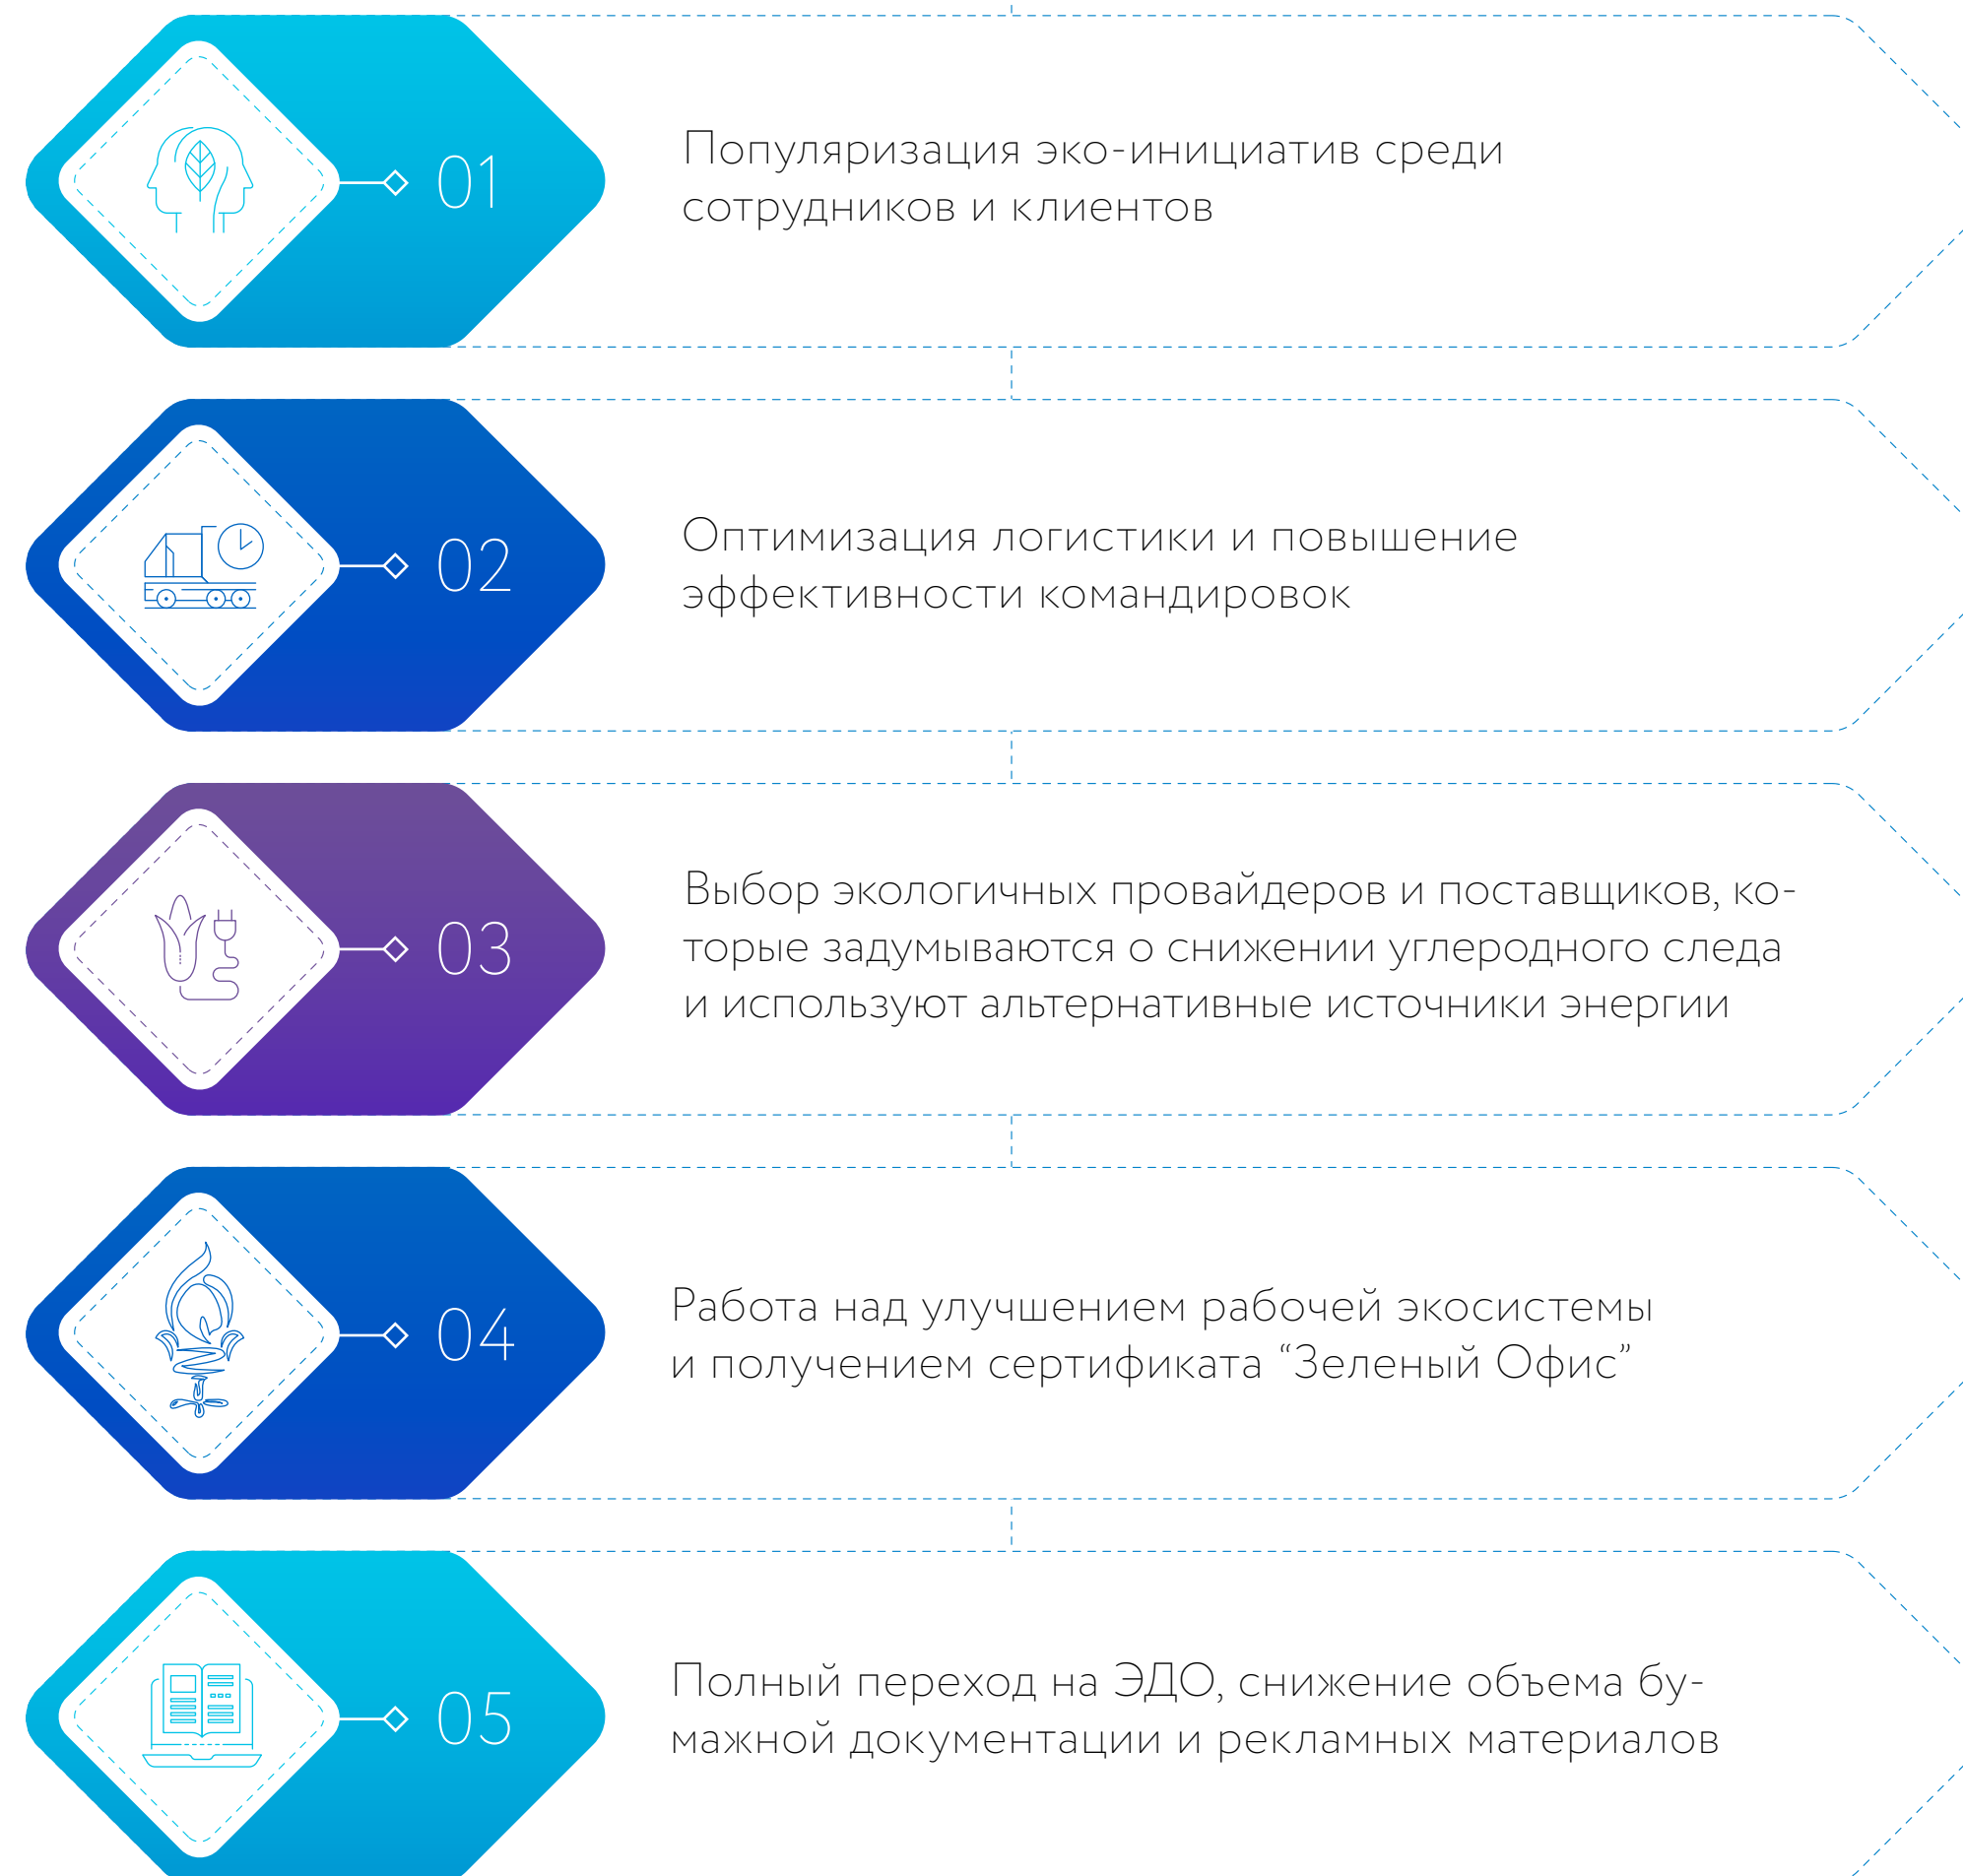 01
Популяризация эко-инициатив среди
сотрудников и клиентов
02
Оптимизация логистики и повышение
эффективности командировок
03
Выбор экологичных провайдеров и поставщиков, ко-
торые задумываются о снижении углеродного следа
и используют альтернативные источники энергии
04
Работа над улучшением рабочей экосистемы
и получением сертификата “Зеленый Офис”
05
Полный переход на ЭДО, снижение объема бу-
мажной документации и рекламных материалов